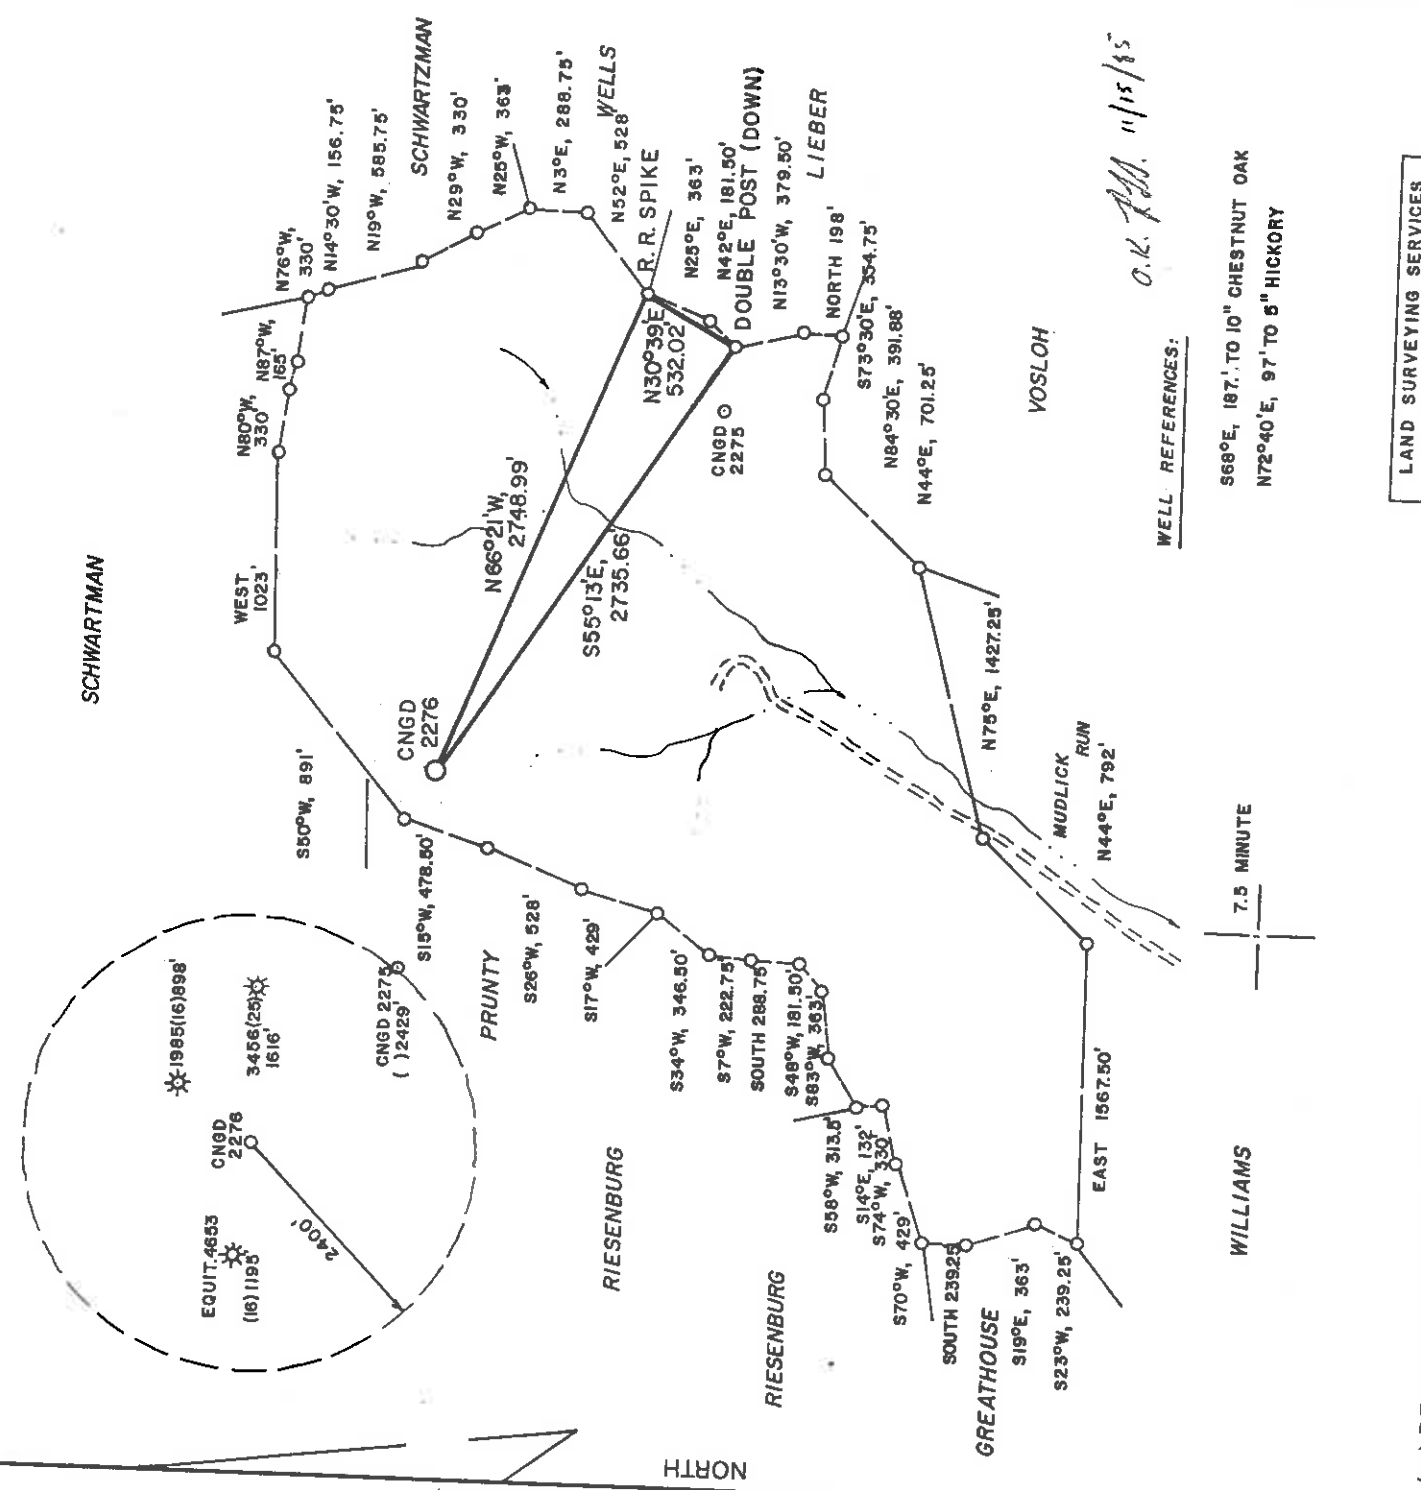 SCHWARTMAN
SCHWARTZMAN
N76°W,
330'
N14°30'W, 156.75'
N19°W, 585.75'
N29°W, 330'
N25°W, 363'
N3°E, 288.75'
WELLS
N52°E, 528'
R. R. SPIKE
N25°E, 363'
N42°E, 181.50'
DOUBLE POST (DOWN)
N13°30'W, 379.50'
LIEBER
NORTH 198'
S73°30'E, 354.75'
N84°30'E, 391.88'
N44°E, 701.25'
VOSLOH
N87°W,
165'
N80°W,
330'
WEST
1023'
S50°W, 891'
N66°21'W,
2748.99'
N30°39'E
532.02'
S55°13'E,
2735.66'
CNGD
2275
CNGD
2276
S15°W, 478.50'
PRUNTY
S26°W, 528'
S17°W, 429'
S34°W, 346.50'
S7°W, 222.75'
SOUTH 288.75'
S48°W, 181.50'
S83°W, 363'
S58°W, 313.5'
S14°E, 132'
S74°W, 330'
S70°W, 429'
SOUTH 239.25
S19°E, 363'
S23°W, 239.25'
EAST 1567.50'
N75°E, 1427.25'
MUDLICK
RUN
N44°E, 792'
RIESENBURG
RIESENBURG
GREATHOUSE
WILLIAMS
1985(16)898'
3456(25)
1616'
CNGD 2275
( )2429'
CNGD
2276
EQUIT.4653
(16)1195'
2400'
NORTH
7.5 MINUTE
O.K.
11/15/85
WELL REFERENCES:
S68°E, 187.' TO 10" CHESTNUT OAK
N72°40'E, 97' TO 5" HICKORY
LAND SURVEYING SERVICES